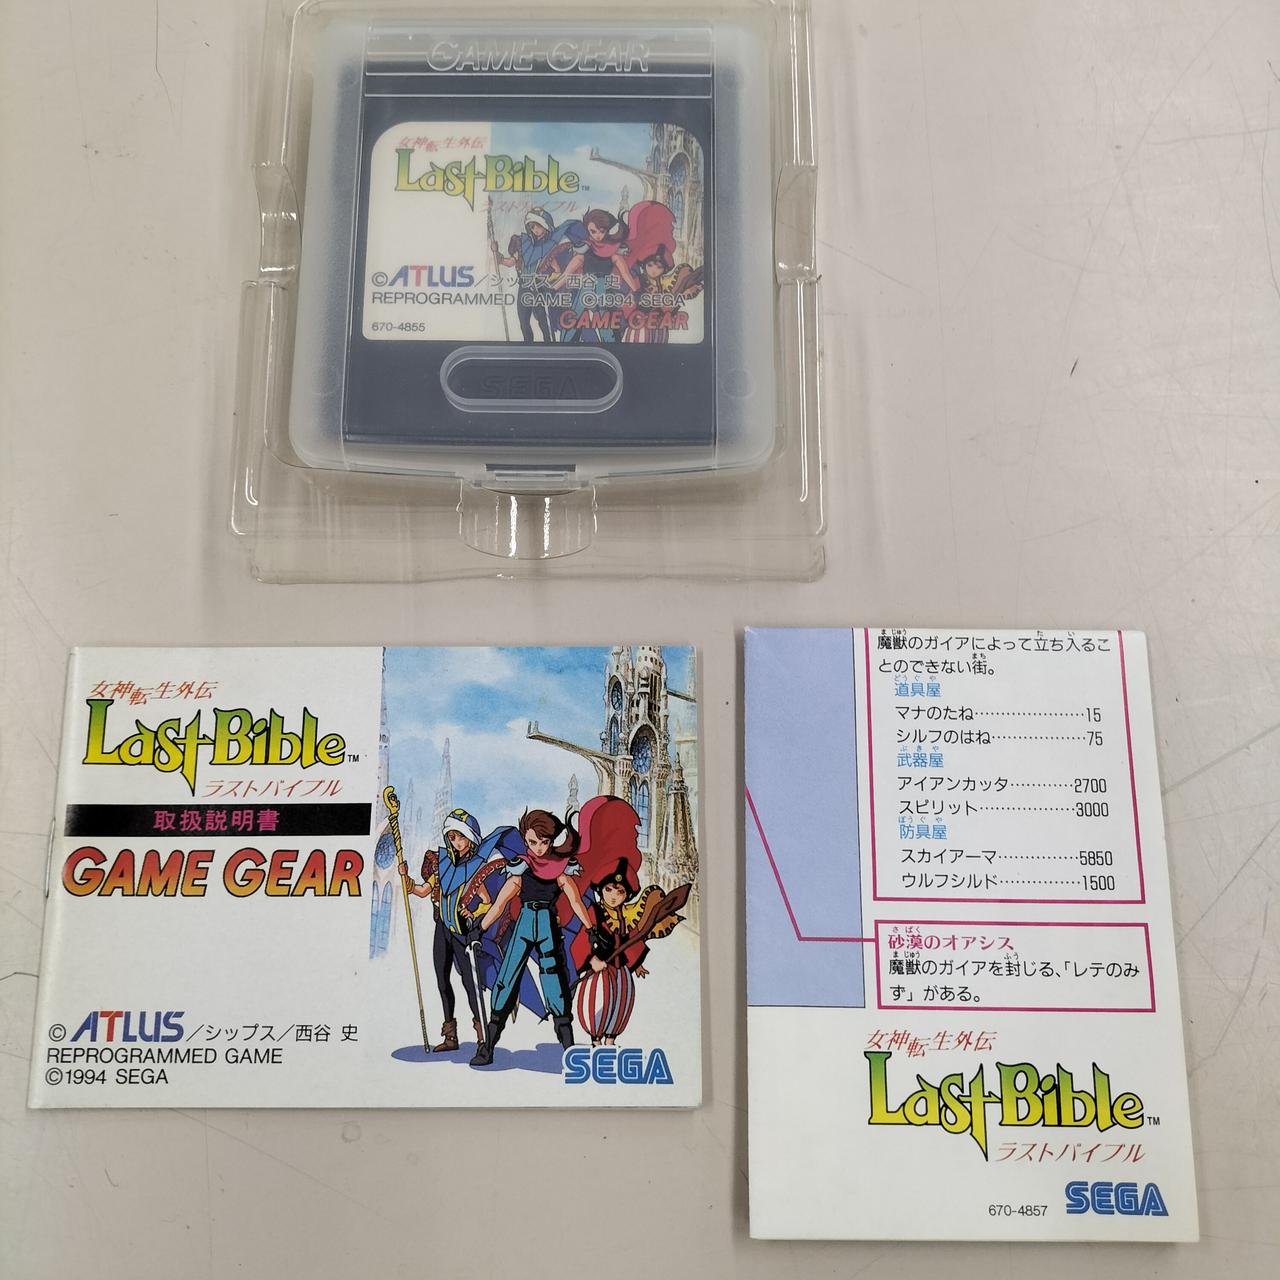 GAME GEAR
女神転生外伝
Last Bible™
ラストバイブル
©ATLUS/シップス/西谷 史
REPROGRAMMED GAME ©1994 SEGA
GAME GEAR
670-4855
SEGA
女神転生外伝
Last Bible™
ラストバイブル
取扱説明書
GAME GEAR
© ATLUS/シップス/西谷 史
REPROGRAMMED GAME
©1994 SEGA
SEGA
魔獣のガイアによって立ち入るこ
とのできない街。
道具屋
マナのたね…………………15
シルフのはね………………75
武器屋
アイアンカッタ…………2700
スピリット………………3000
防具屋
スカイアーマ……………5850
ウルフシルド……………1500
砂漠のオアシス
魔獣のガイアを封じる、「レテのみ
ず」がある。
女神転生外伝
Last Bible™
ラストバイブル
670-4857
SEGA